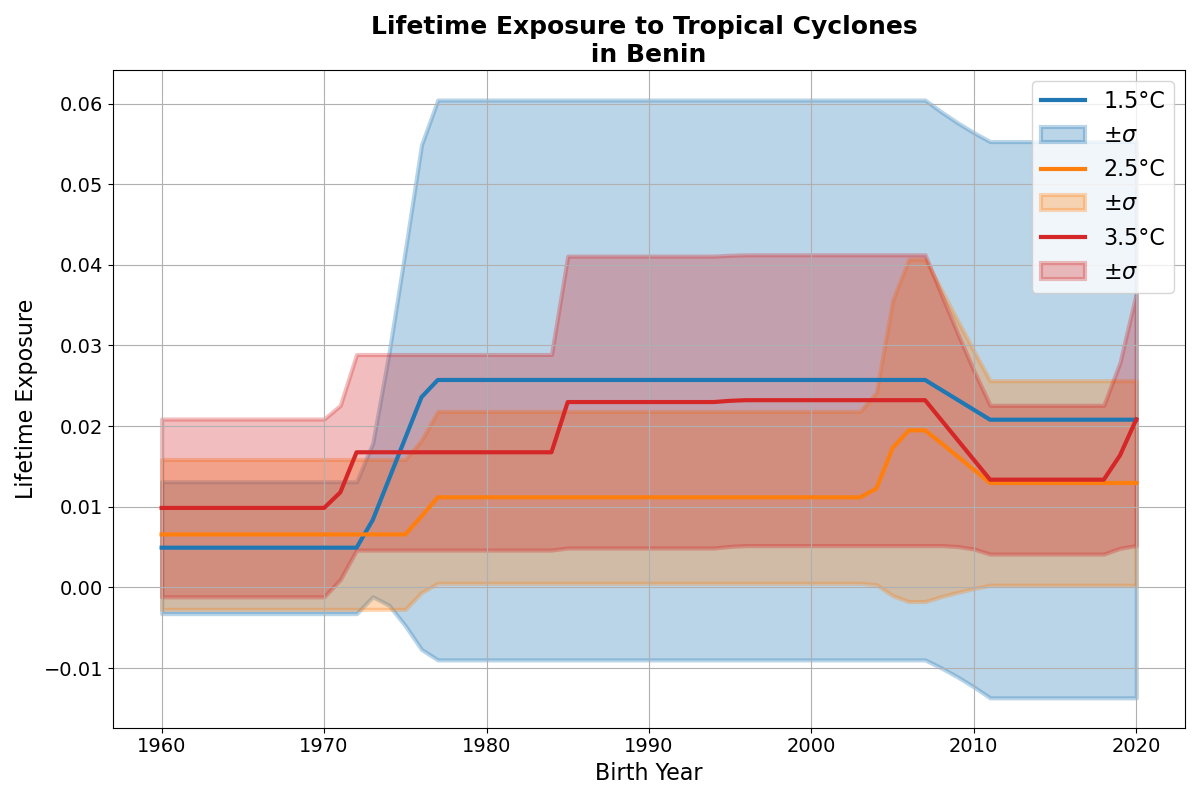 Lifetime Exposure to Tropical Cyclones
in Benin
1.5°C
±σ
2.5°C
±σ
3.5°C
±σ
0.06
0.05
0.04
0.03
0.02
0.01
0.00
−0.01
Lifetime Exposure
1960
1970
1980
1990
2000
2010
2020
Birth Year